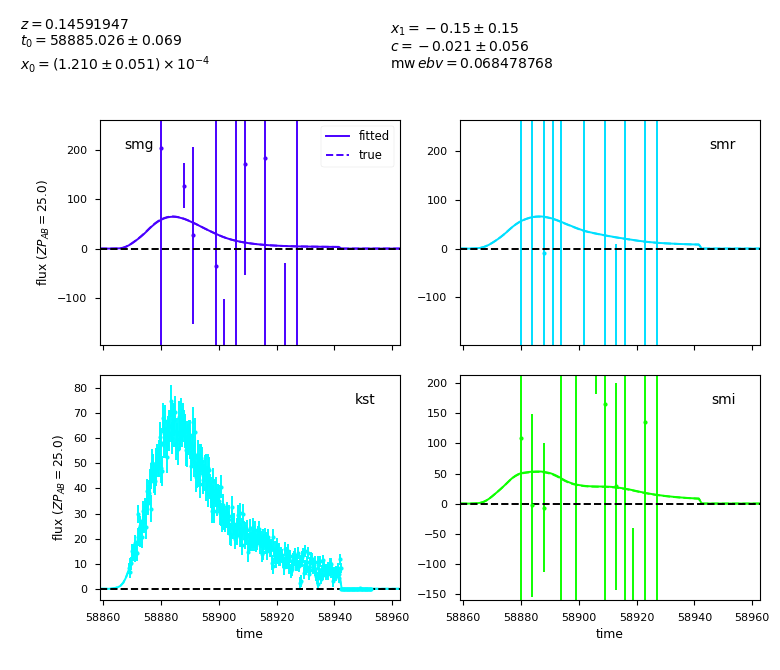 z = 0.14591947
t₀ = 58885.026 ± 0.069
x₀ = (1.210 ± 0.051) × 10⁻⁴
x₁ = −0.15 ± 0.15
c = −0.021 ± 0.056
mw ebv = 0.068478768
smg
fitted
true
200
100
0
−100
flux (ZP_AB = 25.0)
smr
200
100
0
−100
kst
80
70
60
50
40
30
20
10
0
flux (ZP_AB = 25.0)
58860 58880 58900 58920 58940 58960
time
smi
200
150
100
50
0
−50
−100
−150
58860 58880 58900 58920 58940 58960
time